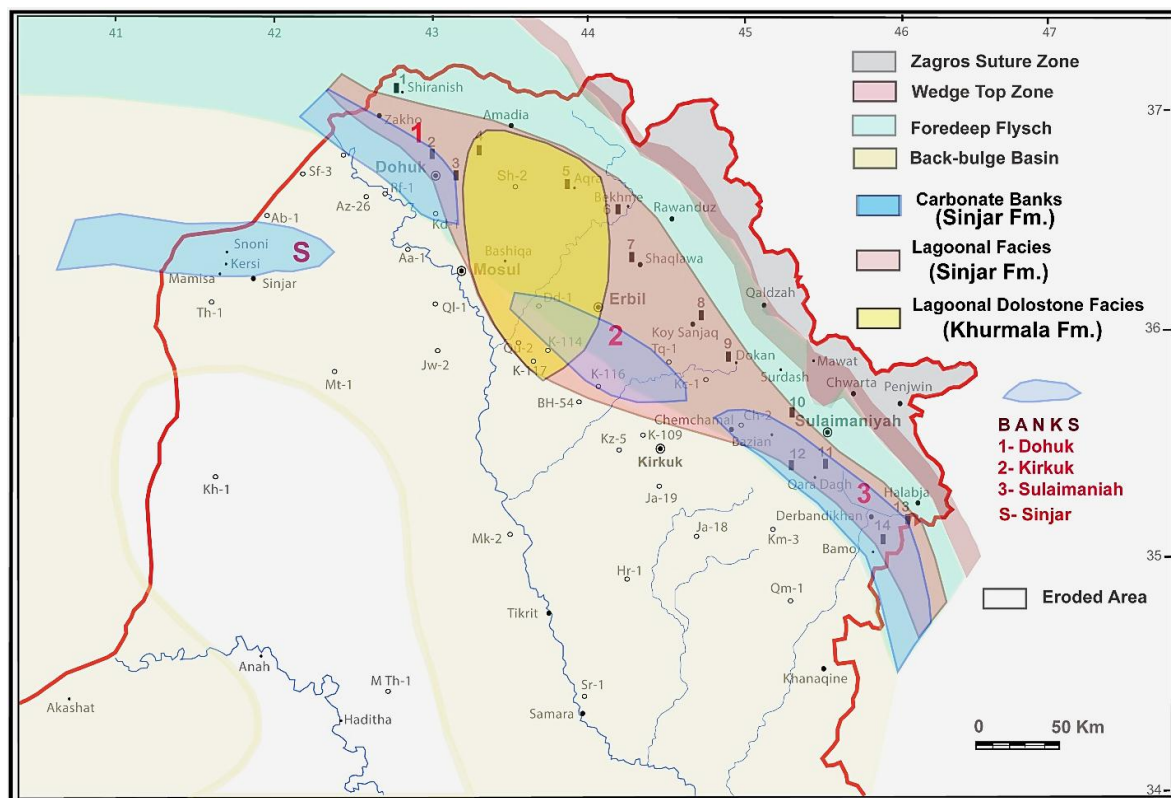 41 42 43 44 45 46 47
37
36
35
34
Zagros Suture Zone
Wedge Top Zone
Foredeep Flysch
Back-bulge Basin
Carbonate Banks
(Sinjar Fm.)
Lagoonal Facies
(Sinjar Fm.)
Lagoonal Dolostone Facies
(Khurmala Fm.)
B A N K S
1- Dohuk
2- Kirkuk
3- Sulaimaniah
S- Sinjar
Eroded Area
0 50 Km
1
Shiranish
Zakho
1
Amadia
2
4
Dohuk
3
Sh-2
5
Aqra
Bekhme
6
Rawanduz
Sf-3
Az-26
Rf-1
Kd-1
Ab-1
Snoni
S
Kersi
Mamisa
Sinjar
Aa-1
Bashiqa
Mosul
7
Shaqlawa
Th-1
Ql-1
Dd-1
Erbil
Qaldzah
8
Koy Sanjaq
2
Jw-2
Qu-2
K-114
K-117
Tq-1
9
Dokan
Mawat
Surdash
Mt-1
K-116
Kr-1
Chwarta
Penjwin
BH-54
10
Sulaimaniyah
Chemchamal
Ch-2
Bazian
Kz-5
K-109
Kirkuk
12
11
Kh-1
Ja-19
Qara Dagh
3
Halabja
Derbandikhan
13
Mk-2
Ja-18
Km-3
14
Bamo
Hr-1
Qm-1
Tikrit
Anah
M Th-1
Khanaqine
Akashat
Haditha
Sr-1
Samara